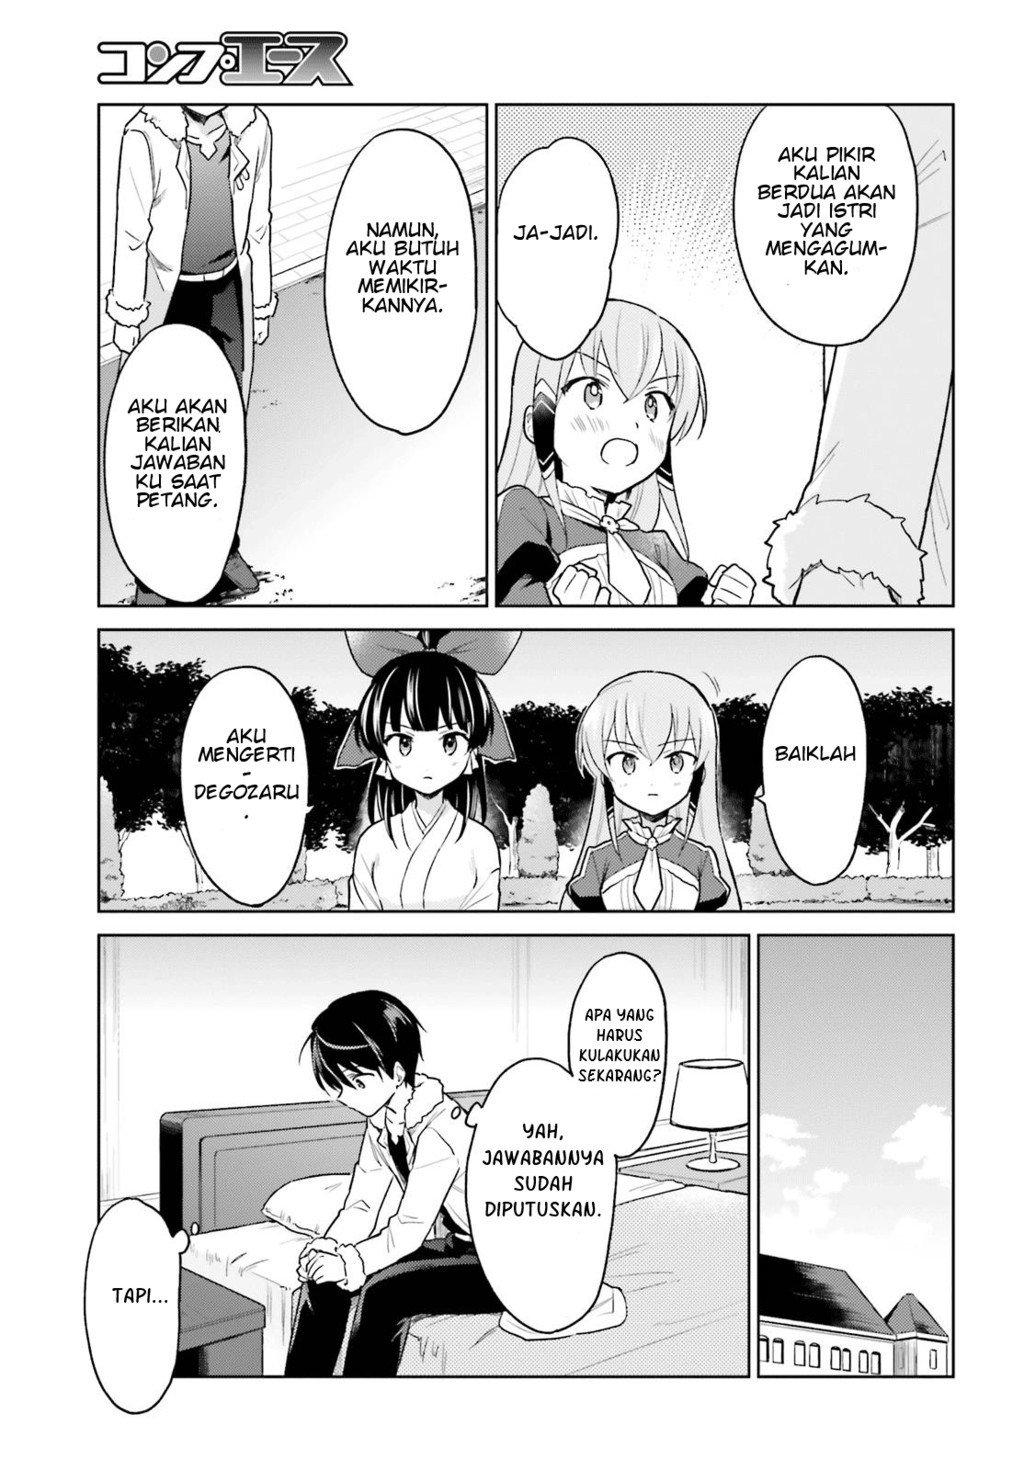 コンプエース
AKU PIKIR
KALIAN
BERDUA AKAN
JADI ISTRI
YANG
MENGAGUM-
KAN.
JA-JADI.
NAMUN,
AKU BUTUH
WAKTU
MEMIKIR-
KANNYA.
AKU AKAN
BERIKAN
KALIAN
JAWABAN
KU SAAT
PETANG.
BAIKLAH
AKU
MENGERTI
-
DEGOZARU
.
APA YANG
HARUS
KULAKUKAN
SEKARANG?
YAH,
JAWABANNYA
SUDAH
DIPUTUSKAN.
TAPI...